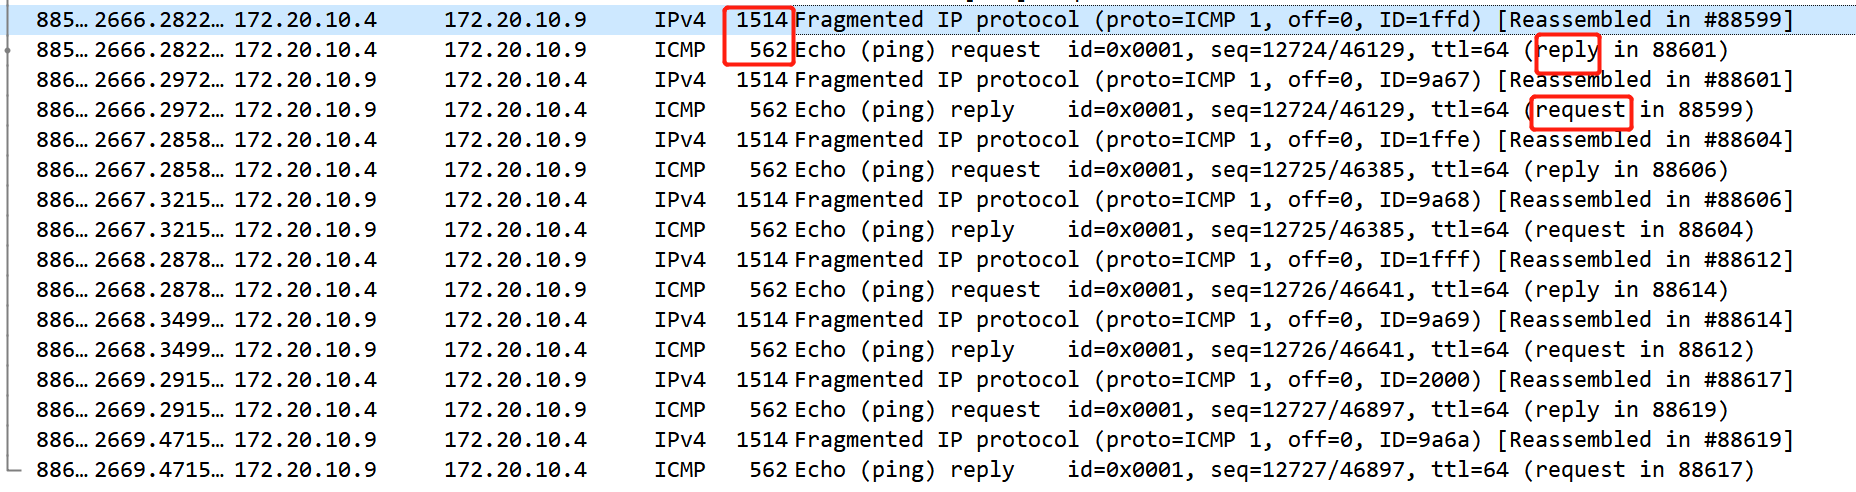 885… 2666.2822… 172.20.10.4 172.20.10.9 IPv4 1514 Fragmented IP protocol (proto=ICMP 1, off=0, ID=1ffd) [Reassembled in #88599]
885… 2666.2822… 172.20.10.4 172.20.10.9 ICMP 562 Echo (ping) request id=0x0001, seq=12724/46129, ttl=64 (reply in 88601)
886… 2666.2972… 172.20.10.9 172.20.10.4 IPv4 1514 Fragmented IP protocol (proto=ICMP 1, off=0, ID=9a67) [Reassembled in #88601]
886… 2666.2972… 172.20.10.9 172.20.10.4 ICMP 562 Echo (ping) reply id=0x0001, seq=12724/46129, ttl=64 (request in 88599)
886… 2667.2858… 172.20.10.4 172.20.10.9 IPv4 1514 Fragmented IP protocol (proto=ICMP 1, off=0, ID=1ffe) [Reassembled in #88604]
886… 2667.2858… 172.20.10.4 172.20.10.9 ICMP 562 Echo (ping) request id=0x0001, seq=12725/46385, ttl=64 (reply in 88606)
886… 2667.3215… 172.20.10.9 172.20.10.4 IPv4 1514 Fragmented IP protocol (proto=ICMP 1, off=0, ID=9a68) [Reassembled in #88606]
886… 2667.3215… 172.20.10.9 172.20.10.4 ICMP 562 Echo (ping) reply id=0x0001, seq=12725/46385, ttl=64 (request in 88604)
886… 2668.2878… 172.20.10.4 172.20.10.9 IPv4 1514 Fragmented IP protocol (proto=ICMP 1, off=0, ID=1fff) [Reassembled in #88612]
886… 2668.2878… 172.20.10.4 172.20.10.9 ICMP 562 Echo (ping) request id=0x0001, seq=12726/46641, ttl=64 (reply in 88614)
886… 2668.3499… 172.20.10.9 172.20.10.4 IPv4 1514 Fragmented IP protocol (proto=ICMP 1, off=0, ID=9a69) [Reassembled in #88614]
886… 2668.3499… 172.20.10.9 172.20.10.4 ICMP 562 Echo (ping) reply id=0x0001, seq=12726/46641, ttl=64 (request in 88612)
886… 2669.2915… 172.20.10.4 172.20.10.9 IPv4 1514 Fragmented IP protocol (proto=ICMP 1, off=0, ID=2000) [Reassembled in #88617]
886… 2669.2915… 172.20.10.4 172.20.10.9 ICMP 562 Echo (ping) request id=0x0001, seq=12727/46897, ttl=64 (reply in 88619)
886… 2669.4715… 172.20.10.9 172.20.10.4 IPv4 1514 Fragmented IP protocol (proto=ICMP 1, off=0, ID=9a6a) [Reassembled in #88619]
886… 2669.4715… 172.20.10.9 172.20.10.4 ICMP 562 Echo (ping) reply id=0x0001, seq=12727/46897, ttl=64 (request in 88617)